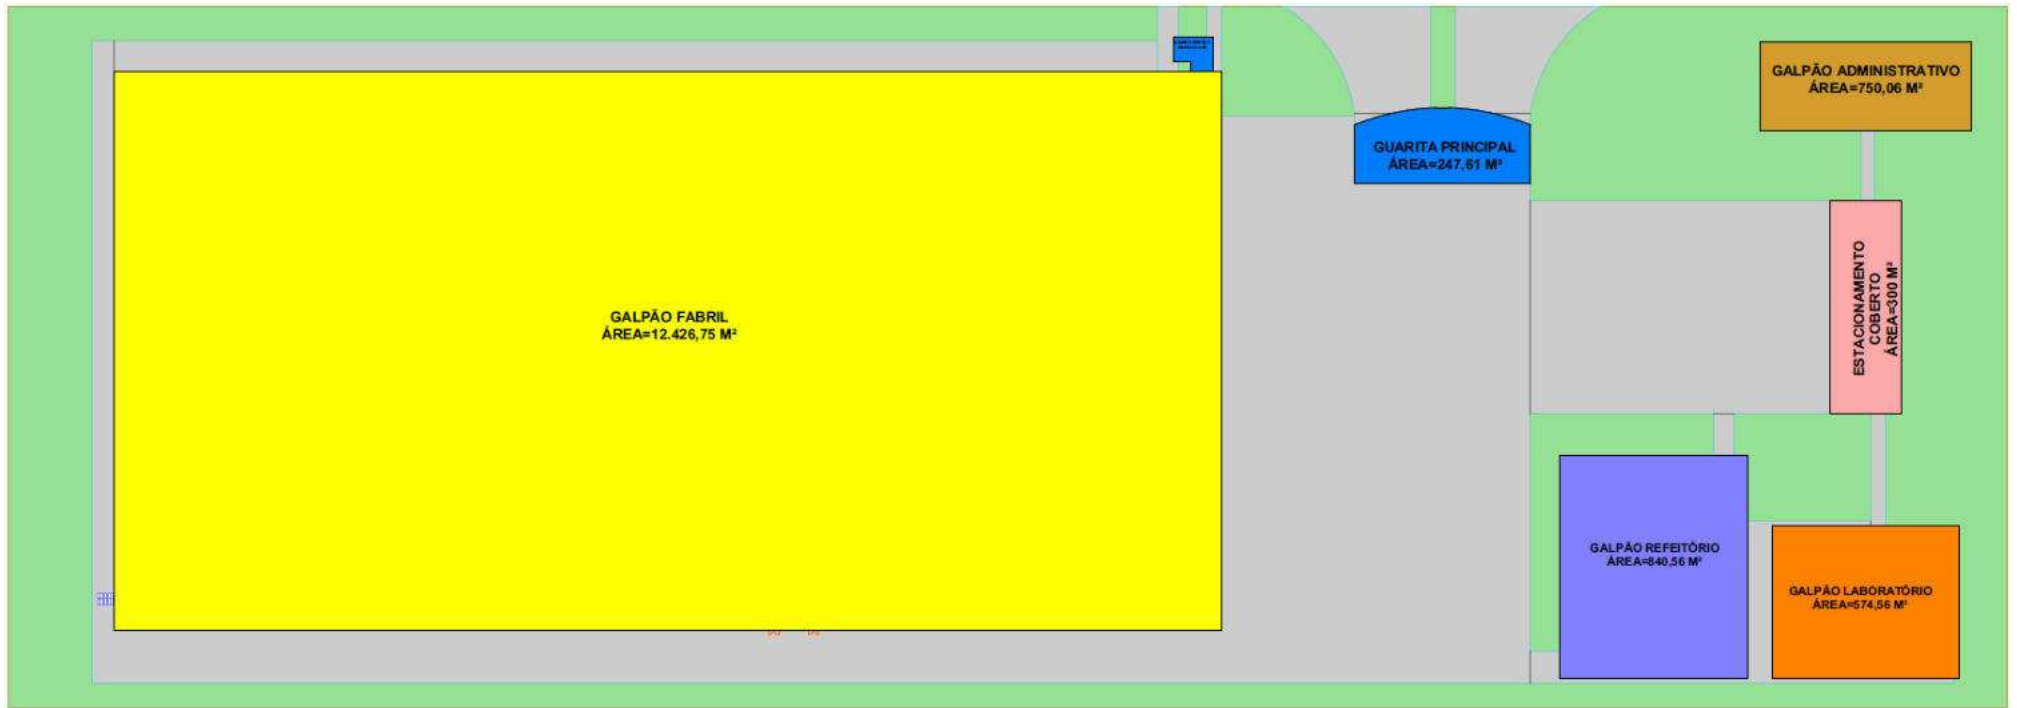 GALPÃO ADMINISTRATIVO
ÁREA=750,06 M²
GUARITA PRINCIPAL
ÁREA=247,61 M²
GALPÃO FABRIL
ÁREA=12.426,75 M²
ESTACIONAMENTO
COBERTO
ÁREA=300 M²
GALPÃO REFEITÓRIO
ÁREA=840,56 M²
GALPÃO LABORATÓRIO
ÁREA=574,56 M²